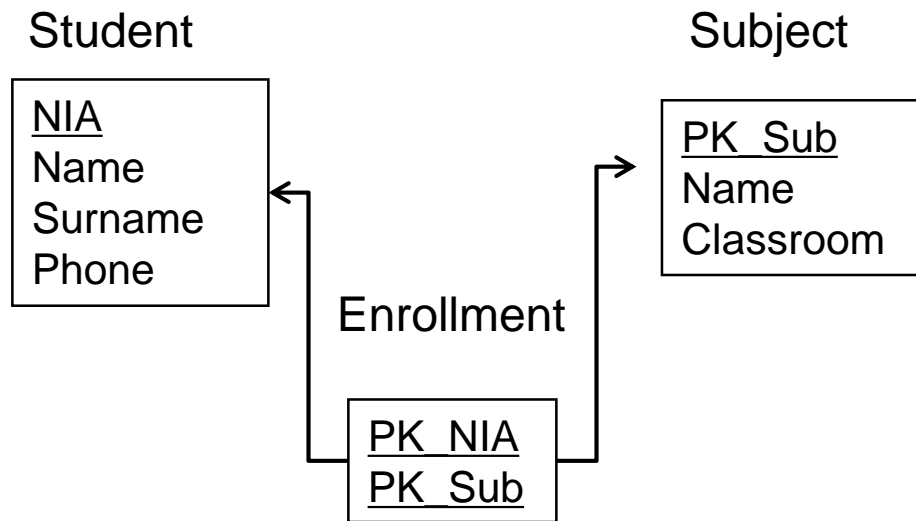 Student
NIA
Name
Surname
Phone
Subject
PK_Sub
Name
Classroom
Enrollment
PK_NIA
PK_Sub